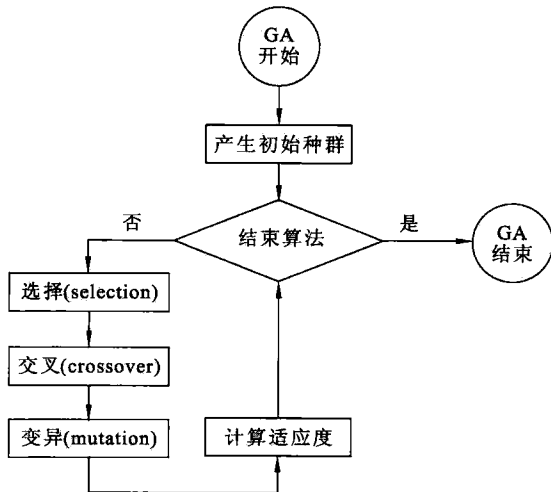 GA
开始
产生初始种群
结束算法
否
是
GA
结束
选择(selection)
交叉(crossover)
变异(mutation)
计算适应度